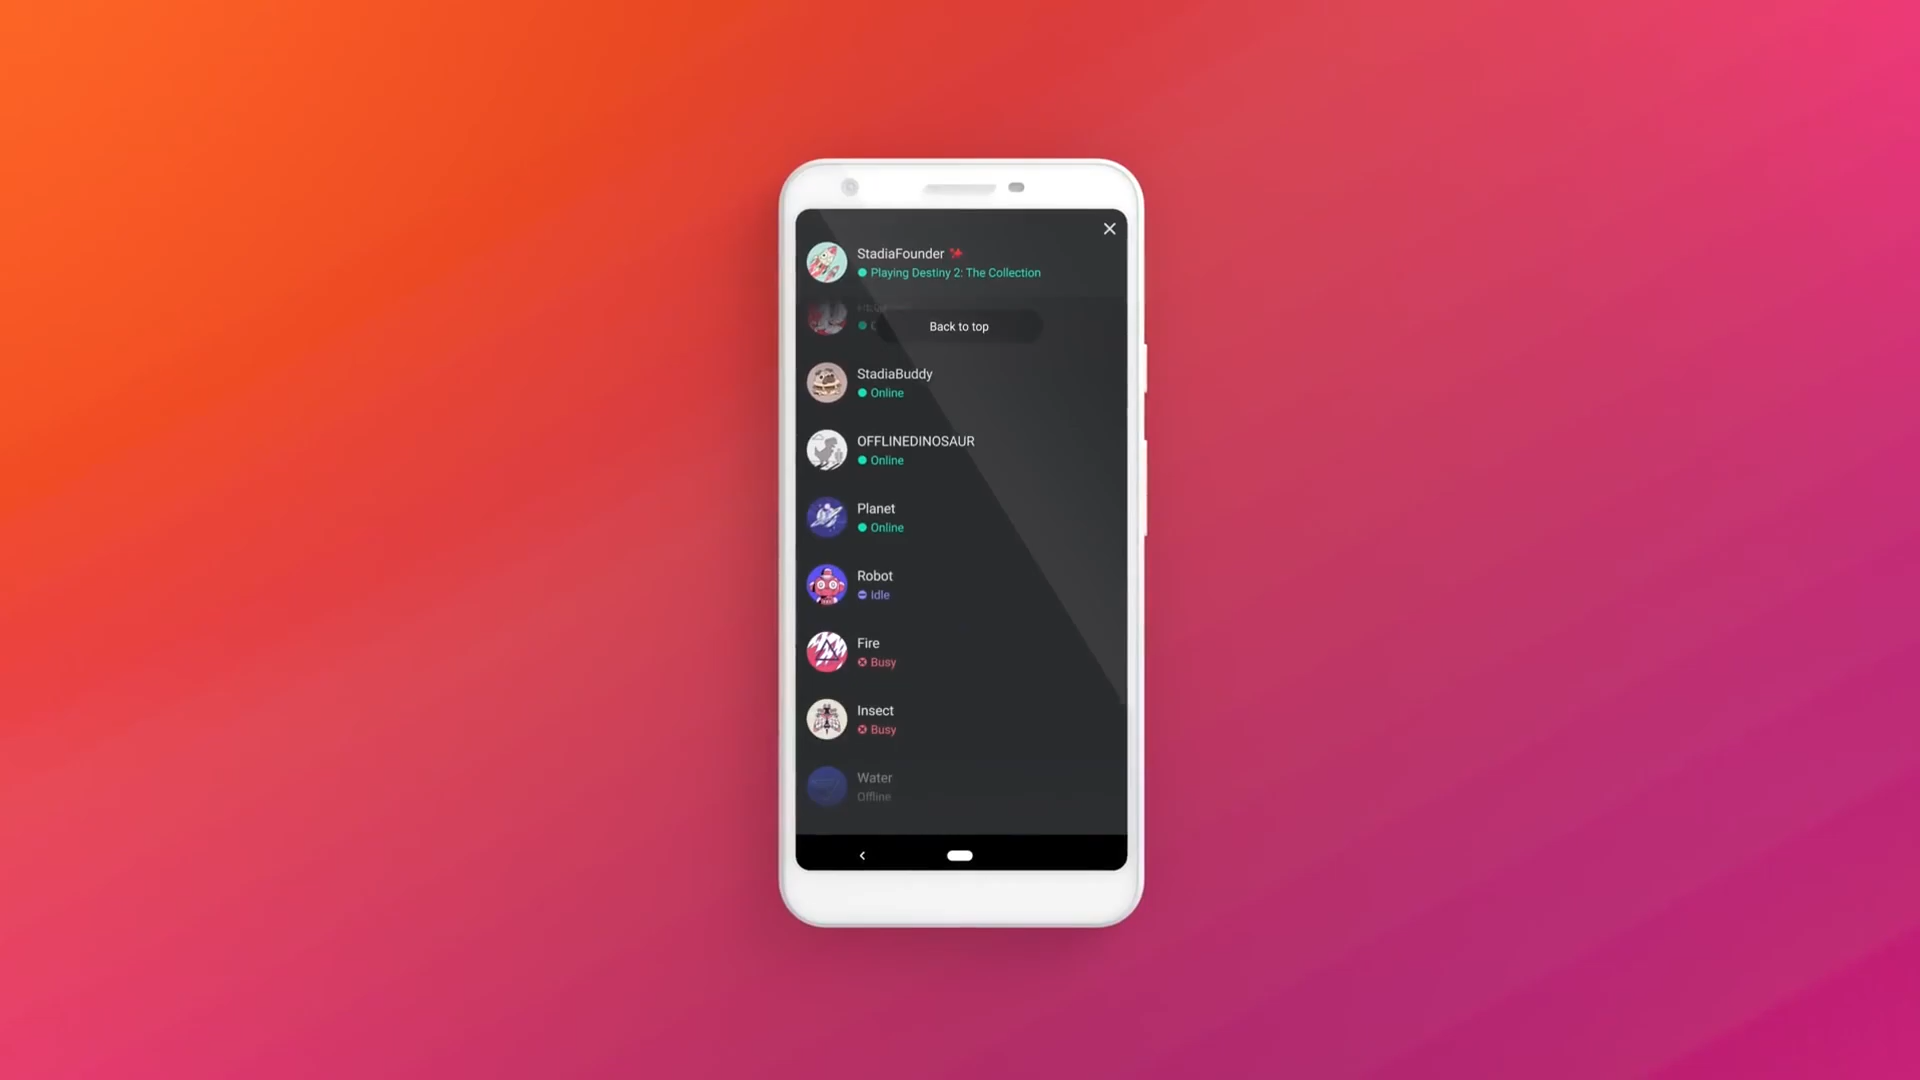 StadiaFounder
Playing Destiny 2: The Collection
Back to top
StadiaBuddy
Online
OFFLINEDINOSAUR
Online
Planet
Online
Robot
Idle
Fire
Busy
Insect
Busy
Water
Offline